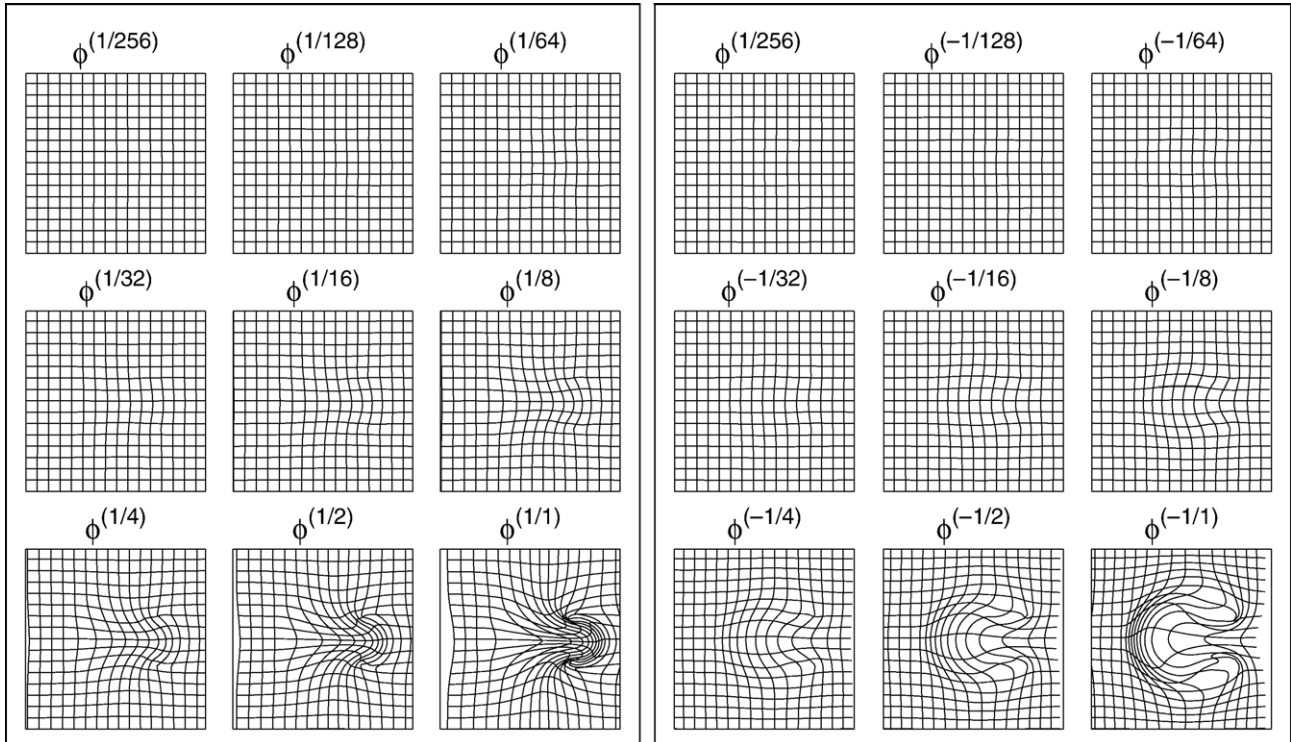 ϕ(1/256) ϕ(1/128) ϕ(1/64)
ϕ(1/32) ϕ(1/16) ϕ(1/8)
ϕ(1/4) ϕ(1/2) ϕ(1/1)
ϕ(1/256) ϕ(−1/128) ϕ(−1/64)
ϕ(−1/32) ϕ(−1/16) ϕ(−1/8)
ϕ(−1/4) ϕ(−1/2) ϕ(−1/1)